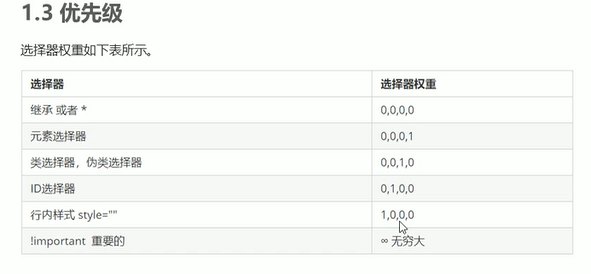 1.3 优先级
选择器权重如下表所示。
选择器 选择器权重
继承 或者 * 0,0,0,0
元素选择器 0,0,0,1
类选择器，伪类选择器 0,0,1,0
ID选择器 0,1,0,0
行内样式 style="" 1,0,0,0
!important 重要的 ∞ 无穷大